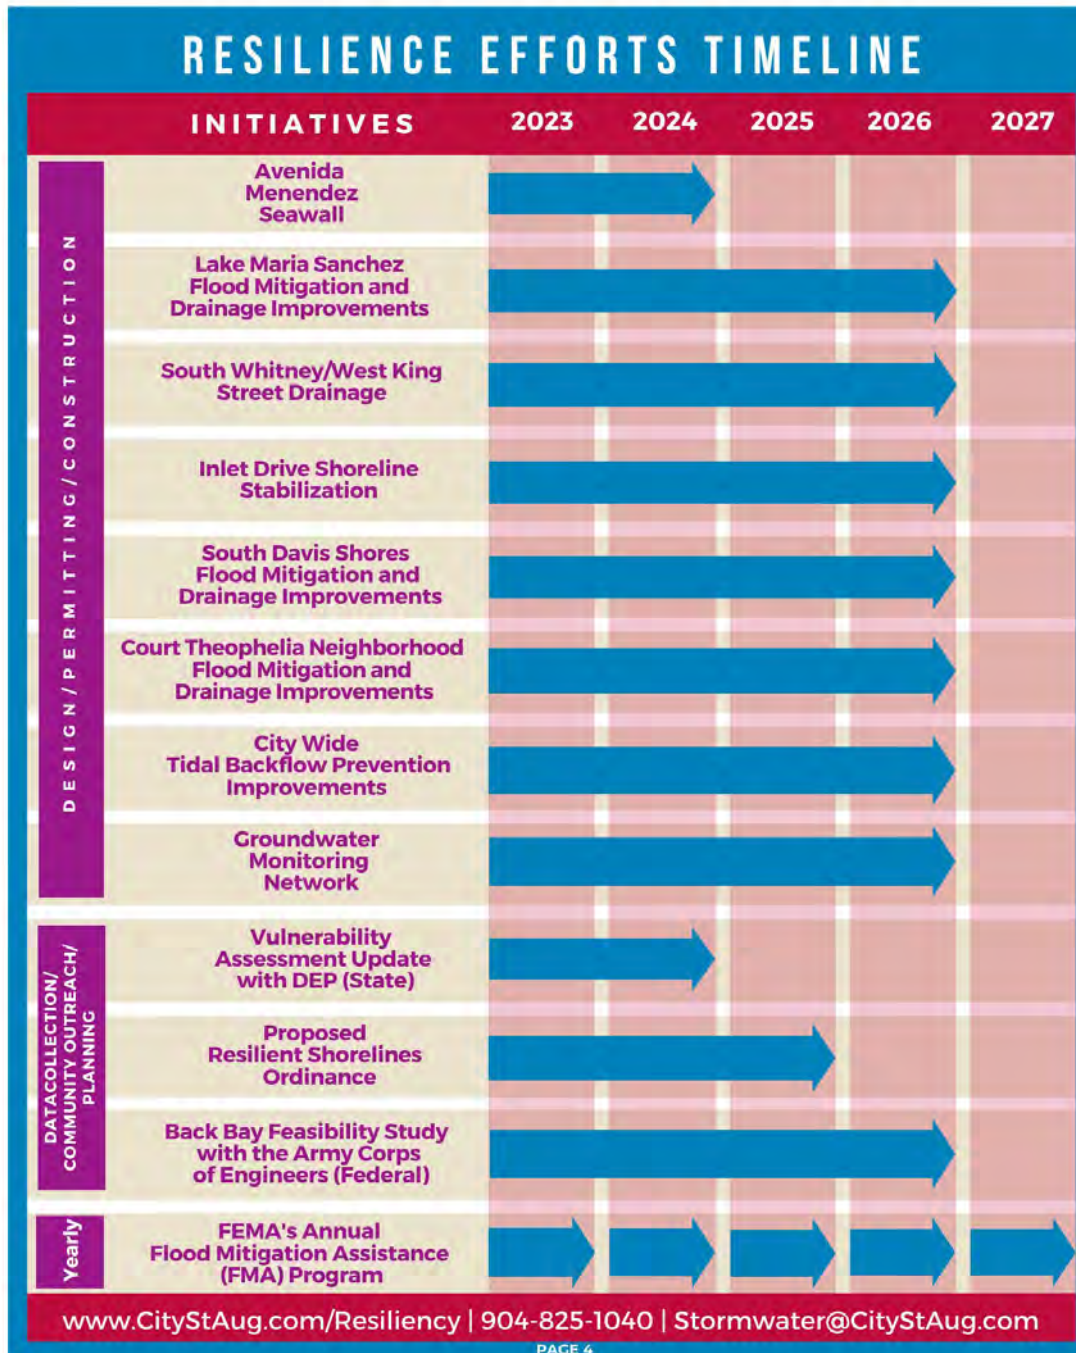 RESILIENCE EFFORTS TIMELINE
INITIATIVES 2023 2024 2025 2026 2027
DESIGN/PERMITTING/CONSTRUCTION
Avenida
Menendez
Seawall
Lake Maria Sanchez
Flood Mitigation and
Drainage Improvements
South Whitney/West King
Street Drainage
Inlet Drive Shoreline
Stabilization
South Davis Shores
Flood Mitigation and
Drainage Improvements
Court Theophelia Neighborhood
Flood Mitigation and
Drainage Improvements
City Wide
Tidal Backflow Prevention
Improvements
Groundwater
Monitoring
Network
DATACOLLECTION/
COMMUNITY OUTREACH/
PLANNING
Vulnerability
Assessment Update
with DEP (State)
Proposed
Resilient Shorelines
Ordinance
Back Bay Feasibility Study
with the Army Corps
of Engineers (Federal)
Yearly
FEMA's Annual
Flood Mitigation Assistance
(FMA) Program
www.CityStAug.com/Resiliency | 904-825-1040 | Stormwater@CityStAug.com
PAGE 4